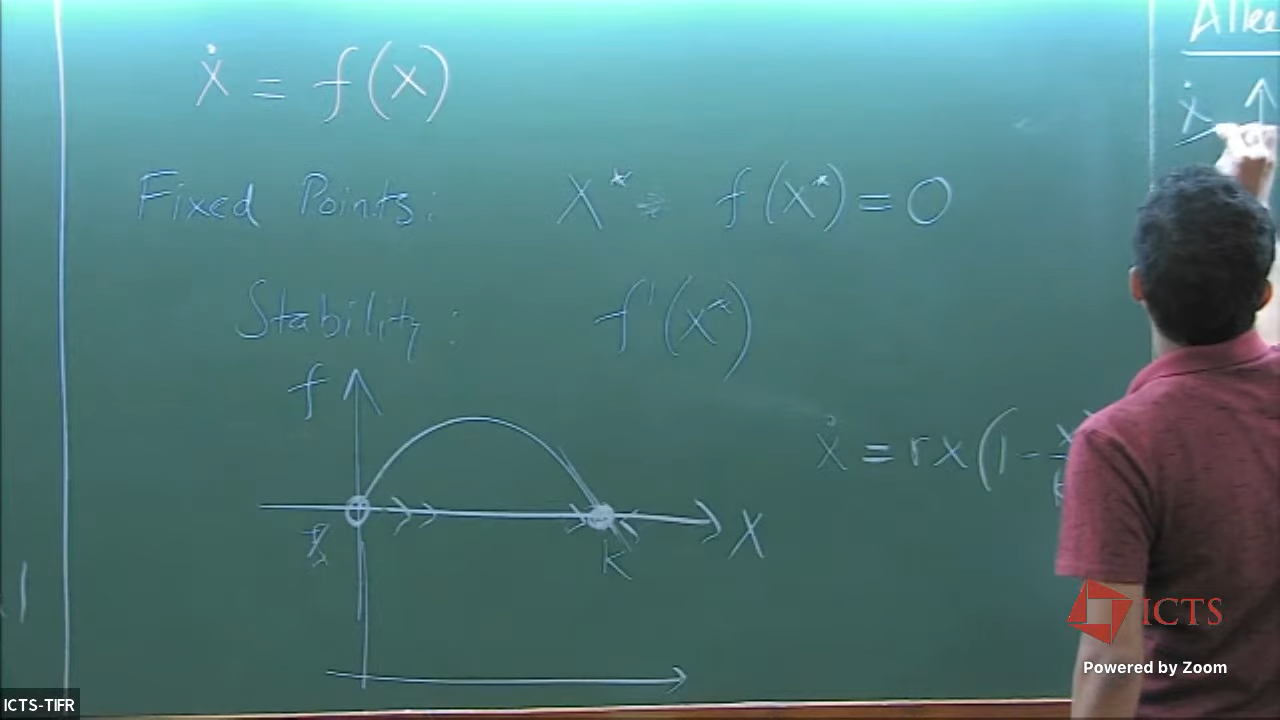 ẋ = f(x)
Fixed Points: x* f(x*) = 0
Stability: f'(x*)
f
ẋ = rx(1 -
x
K
ẋ
ICTS
Powered by Zoom
ICTS-TIFR